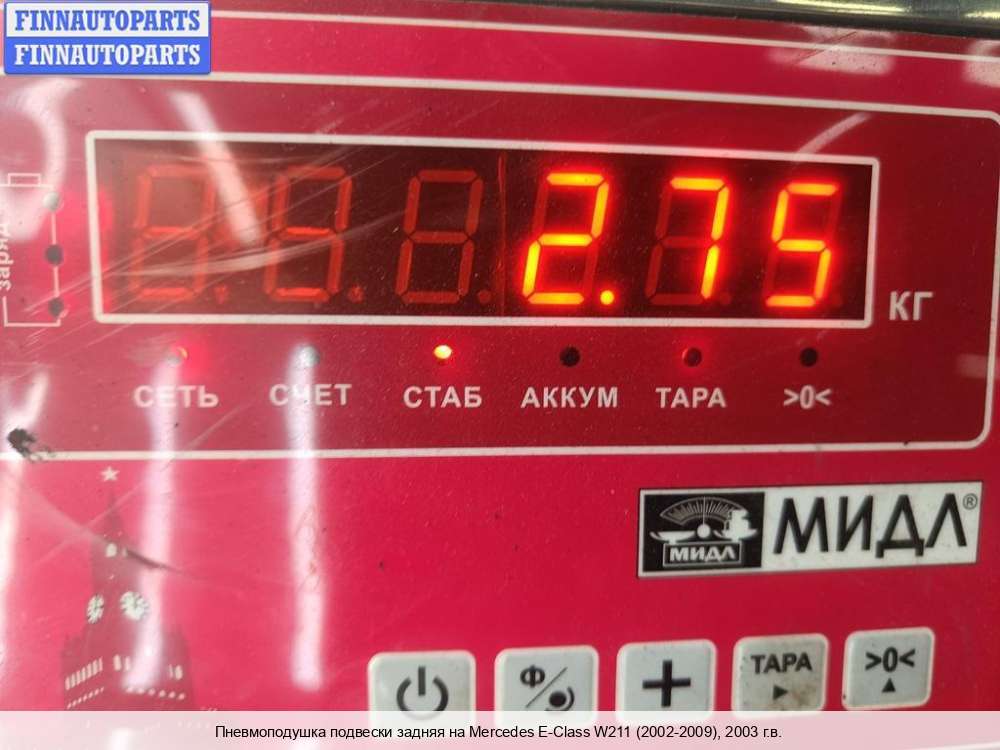 FINNAUTOPARTS
FINNAUTOPARTS
2.75
КГ
заряд
СЕТЬ СЧЕТ СТАБ АККУМ ТАРА >0<
МИДЛ МИДЛ®
Ф ТАРА >0<
Пневмоподушка подвески задняя на Mercedes E-Class W211 (2002-2009), 2003 г.в.